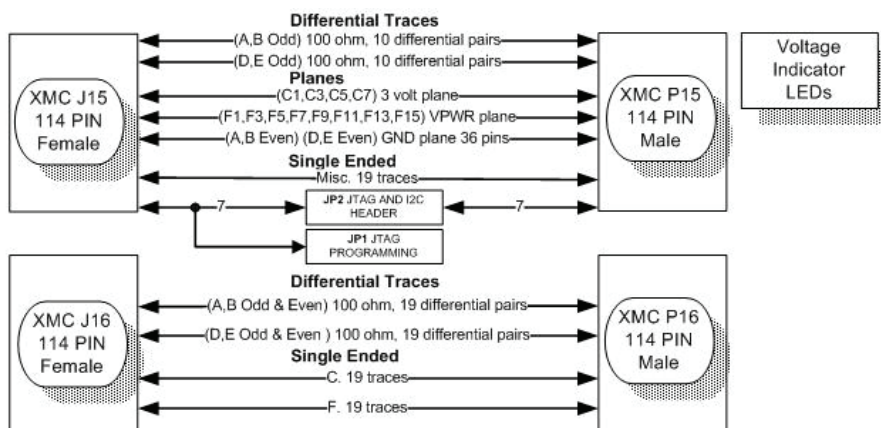 Differential Traces
(A,B Odd) 100 ohm, 10 differential pairs
(D,E Odd) 100 ohm, 10 differential pairs
Planes
XMC J15
114 PIN
Female
(C1,C3,C5,C7) 3 volt plane
(F1,F3,F5,F7,F9,F11,F13,F15) VPWR plane
(A,B Even) (D,E Even) GND plane 36 pins
XMC P15
114 PIN
Male
Voltage
Indicator
LEDs
Single Ended
Misc. 19 traces
7
JP2 JTAG AND I2C
HEADER
7
JP1 JTAG
PROGRAMMING
Differential Traces
XMC J16
114 PIN
Female
(A,B Odd & Even) 100 ohm, 19 differential pairs
(D,E Odd & Even ) 100 ohm, 19 differential pairs
XMC P16
114 PIN
Male
Single Ended
C. 19 traces
F. 19 traces